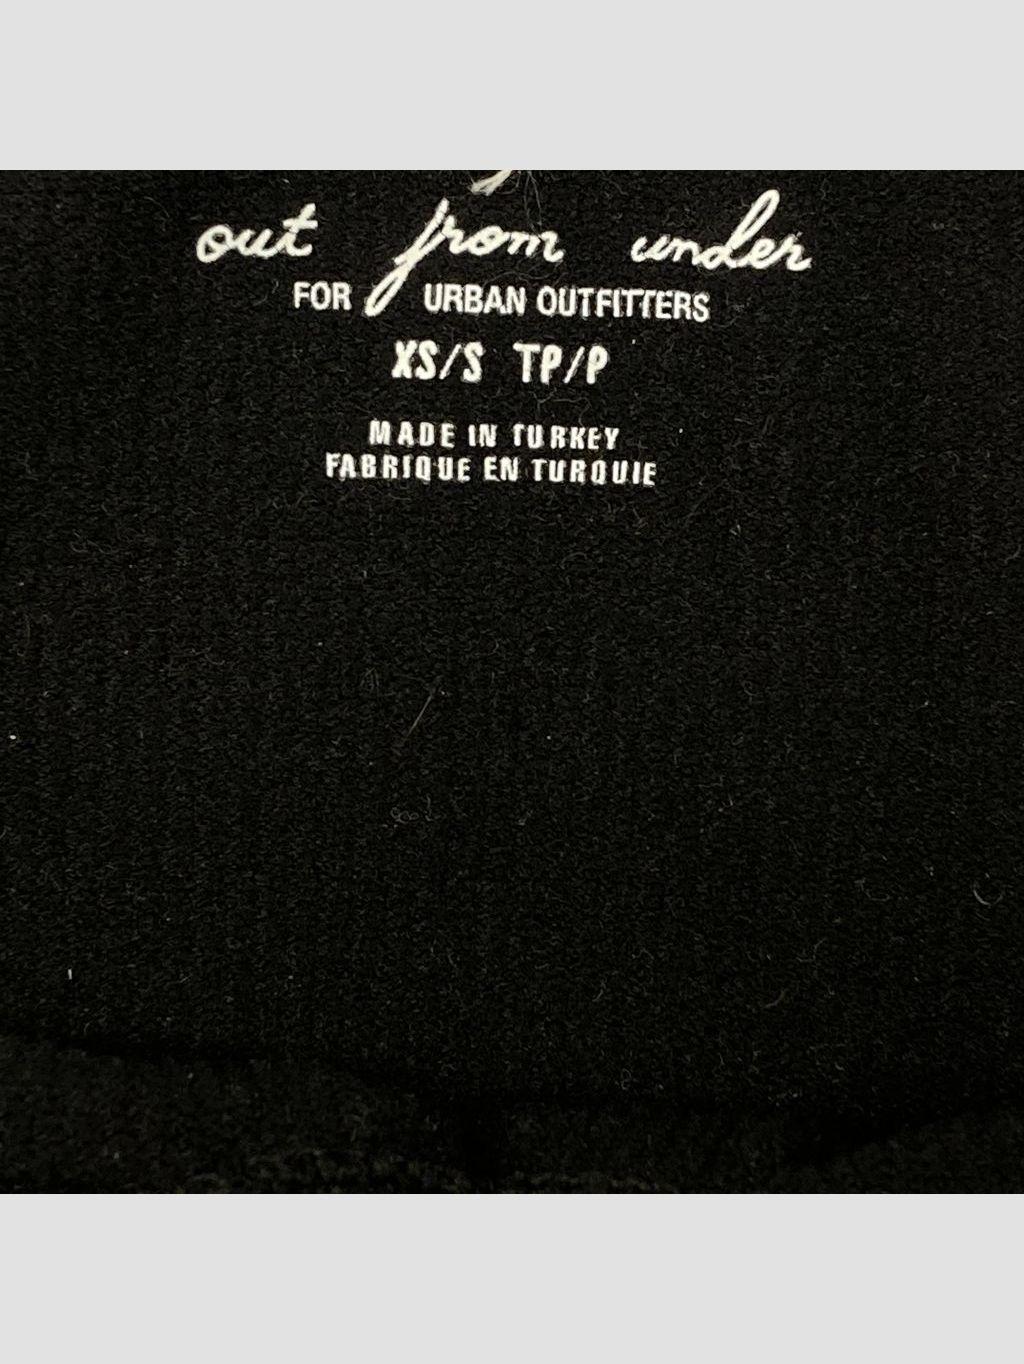 out from under
FOR URBAN OUTFITTERS
XS/S TP/P
MADE IN TURKEY
FABRIQUE EN TURQUIE